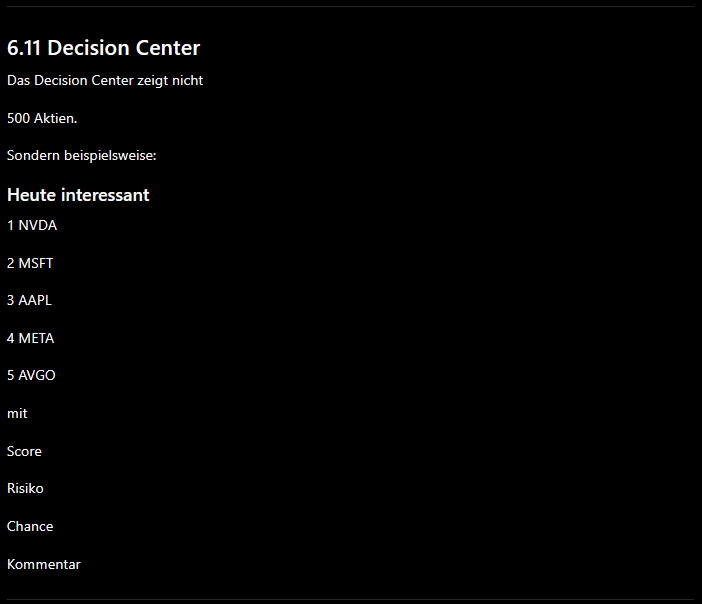 6.11 Decision Center
Das Decision Center zeigt nicht
500 Aktien.
Sondern beispielsweise:
Heute interessant
1 NVDA
2 MSFT
3 AAPL
4 META
5 AVGO
mit
Score
Risiko
Chance
Kommentar